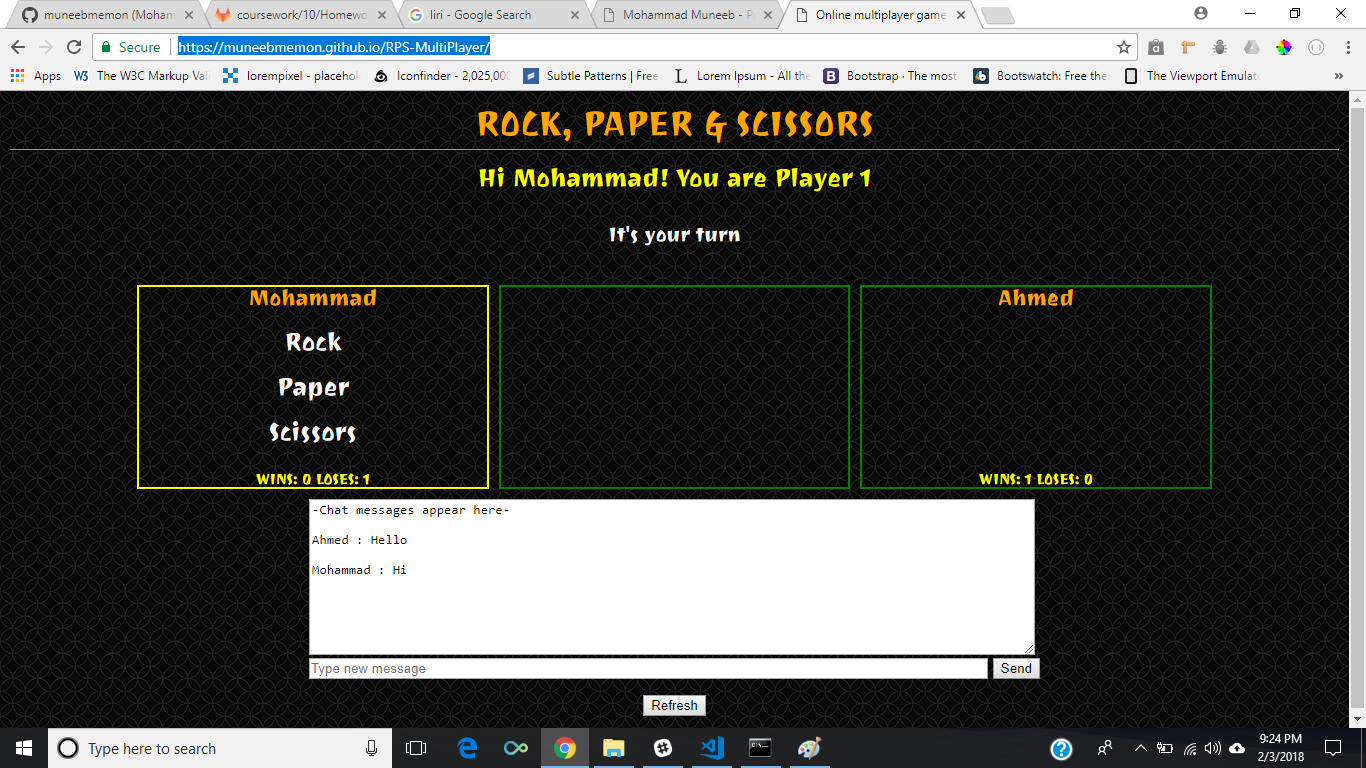 muneebmemon (Moham
coursework/10/Homewo
liri - Google Search
Mohammad Muneeb - P
Online multiplayer game
Secure
https://muneebmemon.github.io/RPS-MultiPlayer/
Apps
The W3C Markup Vali
lorempixel - placehol
Iconfinder - 2,025,000
Subtle Patterns | Free
Lorem Ipsum - All the
Bootstrap · The most
Bootswatch: Free the
The Viewport Emulato
»
ROCK, PAPER & SCISSORS
Hi Mohammad! You are Player 1
It's your turn
Mohammad
Rock
Paper
Scissors
WINS: 0 LOSES: 1
Ahmed
WINS: 1 LOSES: 0
-Chat messages appear here-
Ahmed : Hello
Mohammad : Hi
Type new message
Send
Refresh
Type here to search
9:24 PM
2/3/2018